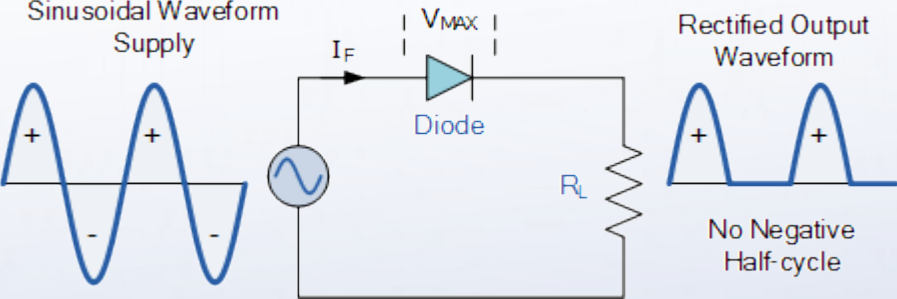 Sinusoidal Waveform
Supply
+
+
-
-
IF
VMAX
Diode
RL
Rectified Output
Waveform
+
+
No Negative
Half-cycle